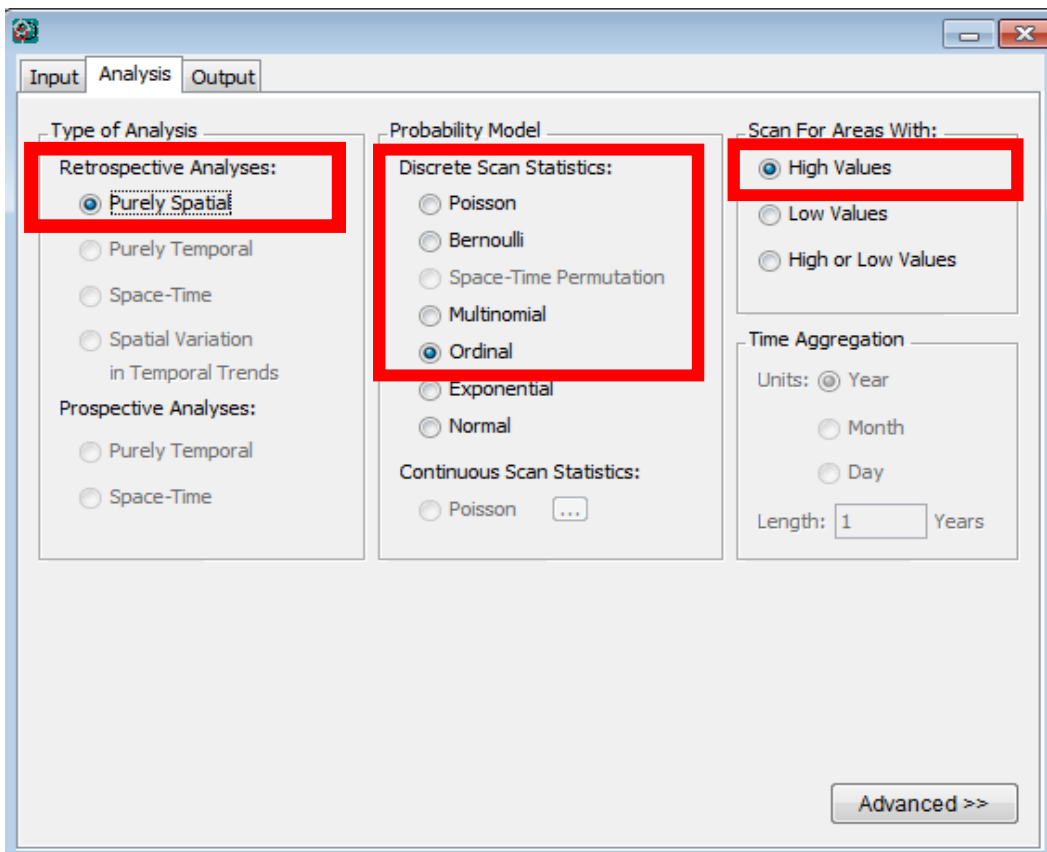 Input Analysis Output
Type of Analysis
Retrospective Analyses:
Purely Spatial
Purely Temporal
Space-Time
Spatial Variation
in Temporal Trends
Prospective Analyses:
Purely Temporal
Space-Time
Probability Model
Discrete Scan Statistics:
Poisson
Bernoulli
Space-Time Permutation
Multinomial
Ordinal
Exponential
Normal
Continuous Scan Statistics:
Poisson ...
Scan For Areas With:
High Values
Low Values
High or Low Values
Time Aggregation
Units: Year
Month
Day
Length: 1 Years
Advanced >>